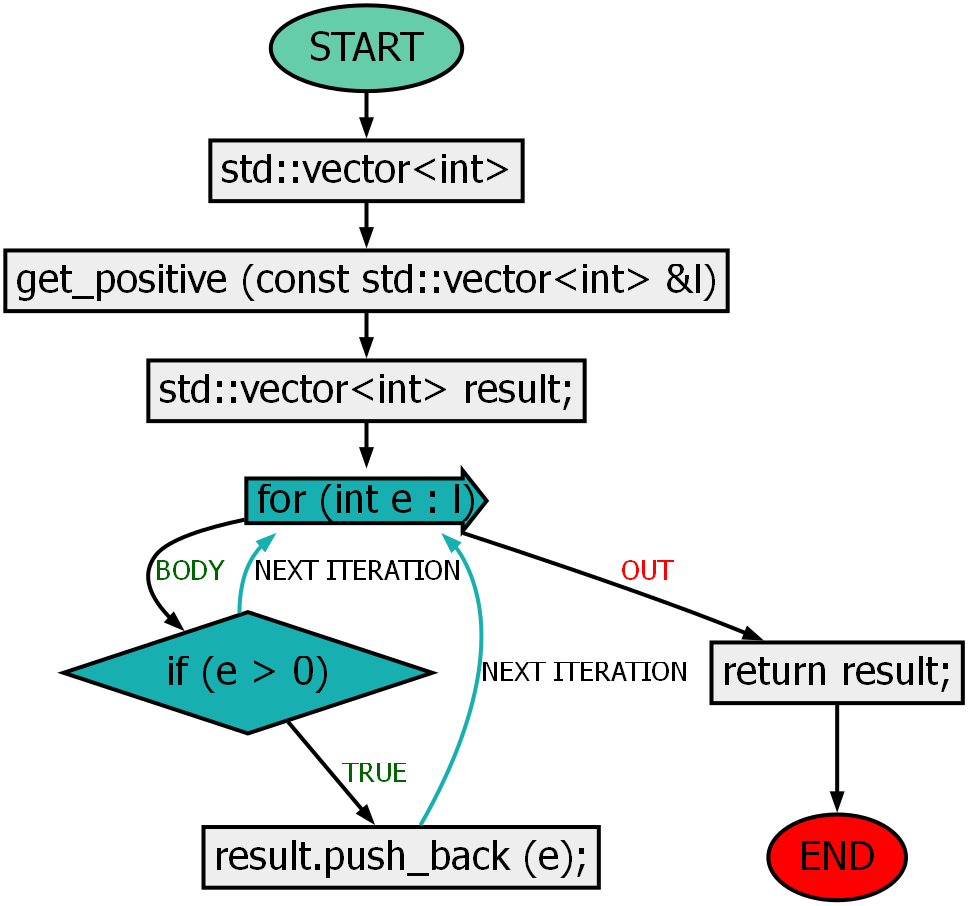 START
std::vector<int>
get_positive (const std::vector<int> &l)
std::vector<int> result;
for (int e : l)
BODY
NEXT ITERATION
OUT
if (e > 0)
NEXT ITERATION
return result;
TRUE
result.push_back (e);
END